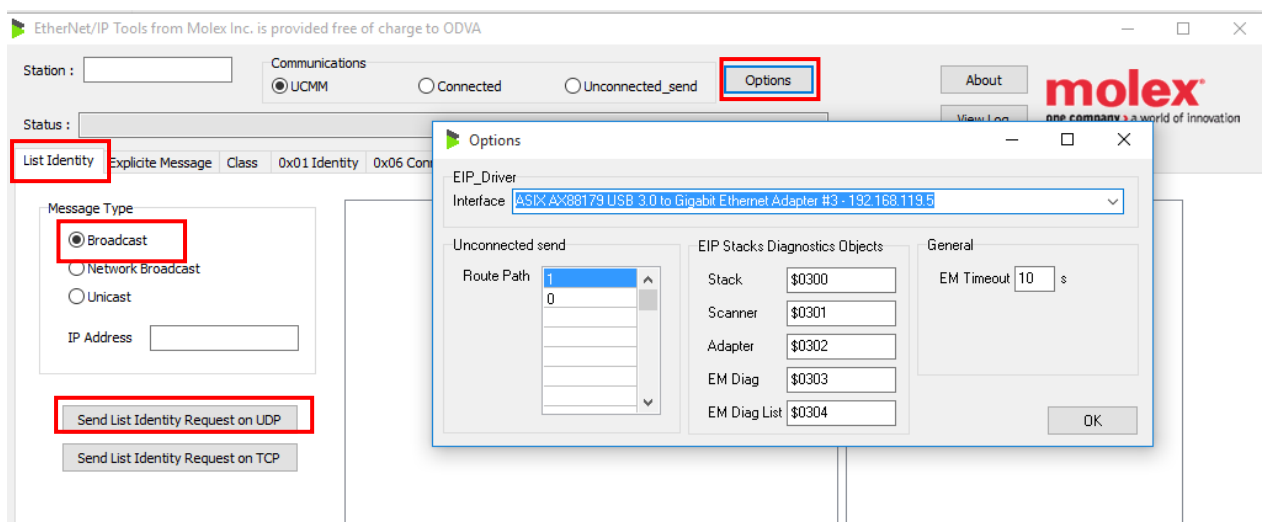 EtherNet/IP Tools from Molex Inc. is provided free of charge to ODVA
Station :
Communications
UCMM
Connected
Unconnected_send
Options
About
molex
one company > a world of innovation
View Log
Status :
List Identity
Explicite Message
Class
0x01 Identity
0x06 Con
Message Type
Broadcast
Network Broadcast
Unicast
IP Address
Send List Identity Request on UDP
Send List Identity Request on TCP
Options
EIP_Driver
Interface ASIX AX88179 USB 3.0 to Gigabit Ethernet Adapter #3 - 192.168.119.5
Unconnected send
Route Path 1
0
EIP Stacks Diagnostics Objects
Stack $0300
Scanner $0301
Adapter $0302
EM Diag $0303
EM Diag List $0304
General
EM Timeout 10 s
OK